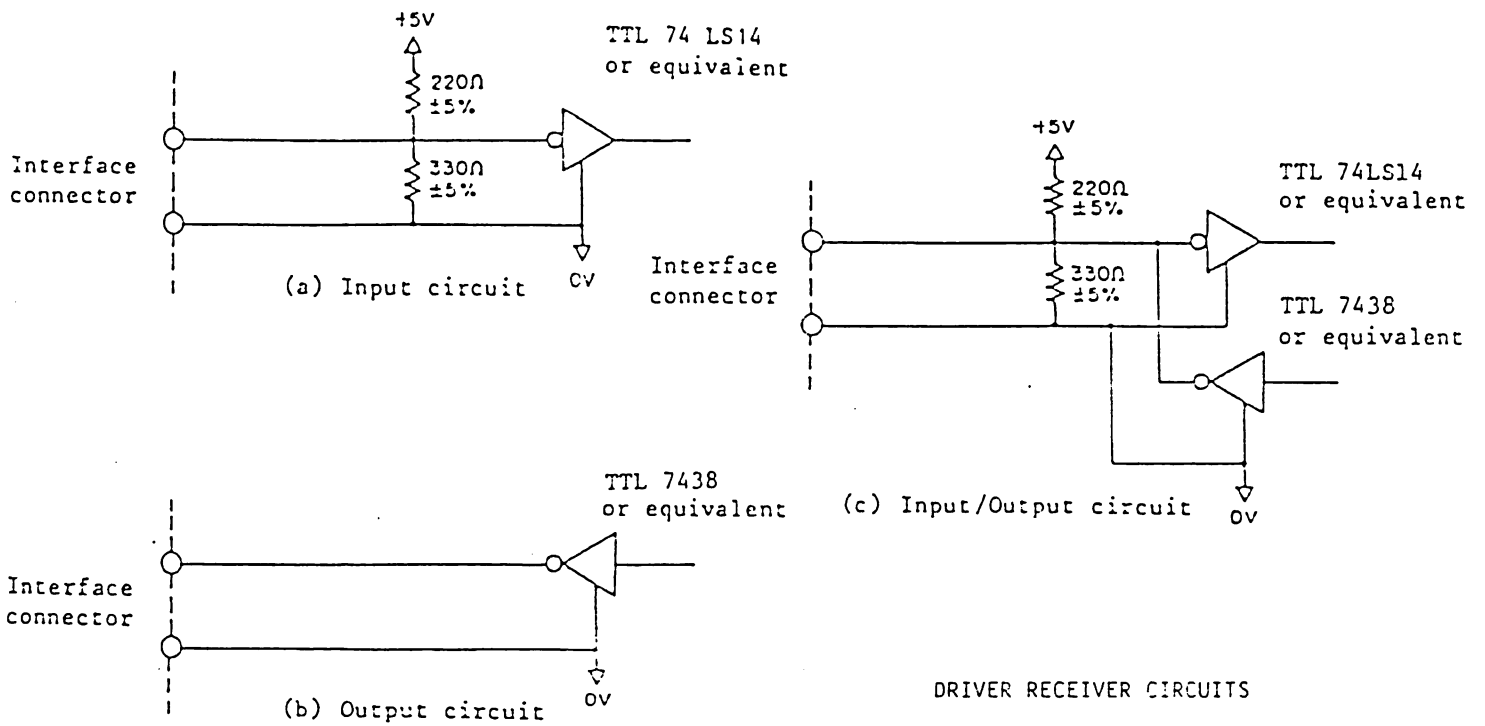 +5V
220Ω
±5%
TTL 74 LS14
or equivalent
Interface
connector
330Ω
±5%
0V
(a) Input circuit
TTL 7438
or equivalent
Interface
connector
0V
(b) Output circuit
+5V
220Ω
±5%
TTL 74LS14
or equivalent
Interface
connector
330Ω
±5%
TTL 7438
or equivalent
0V
(c) Input/Output circuit
DRIVER RECEIVER CIRCUITS